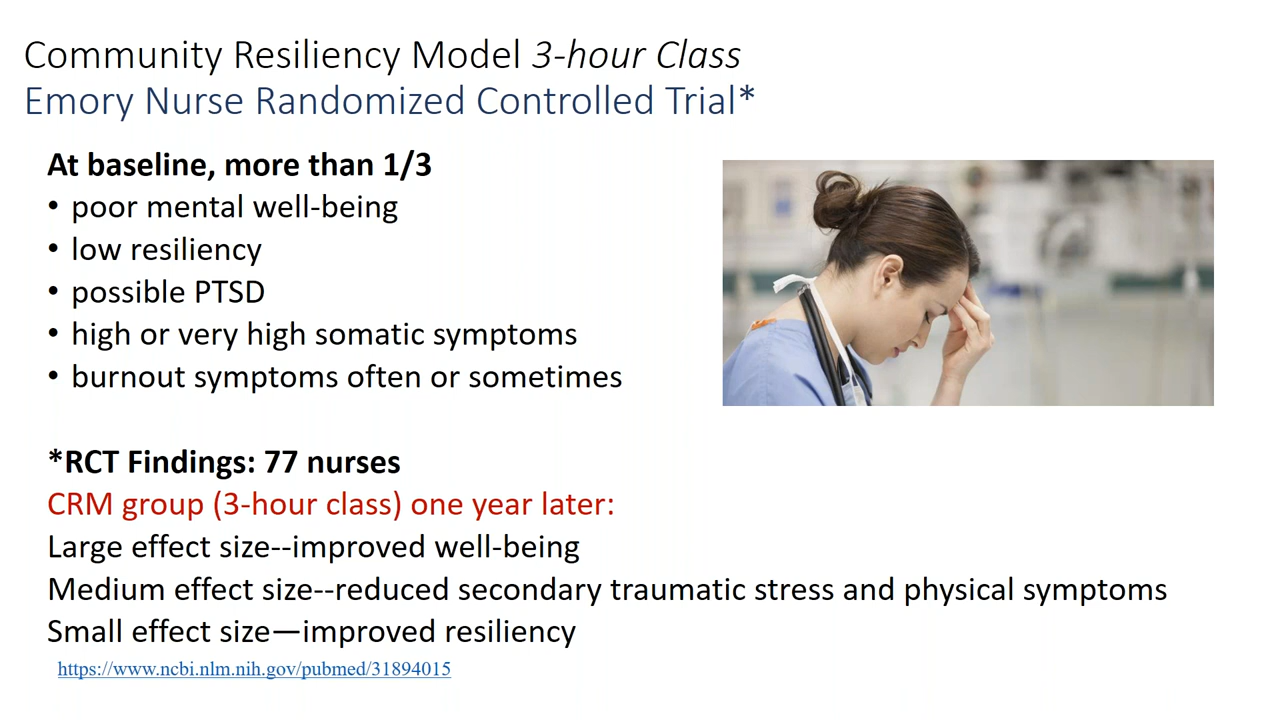 Community Resiliency Model 3-hour Class
Emory Nurse Randomized Controlled Trial*
At baseline, more than 1/3
• poor mental well-being
• low resiliency
• possible PTSD
• high or very high somatic symptoms
• burnout symptoms often or sometimes
*RCT Findings: 77 nurses
CRM group (3-hour class) one year later:
Large effect size--improved well-being
Medium effect size--reduced secondary traumatic stress and physical symptoms
Small effect size—improved resiliency
https://www.ncbi.nlm.nih.gov/pubmed/31894015